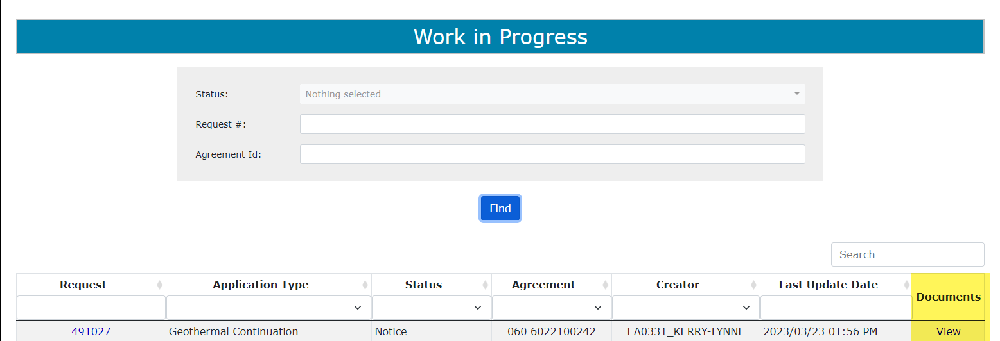 Work in Progress
Status: Nothing selected
Request #:
Agreement Id:
Find
Search
Request Application Type Status Agreement Creator Last Update Date Documents
491027 Geothermal Continuation Notice 060 6022100242 EA0331_KERRY-LYNNE 2023/03/23 01:56 PM View